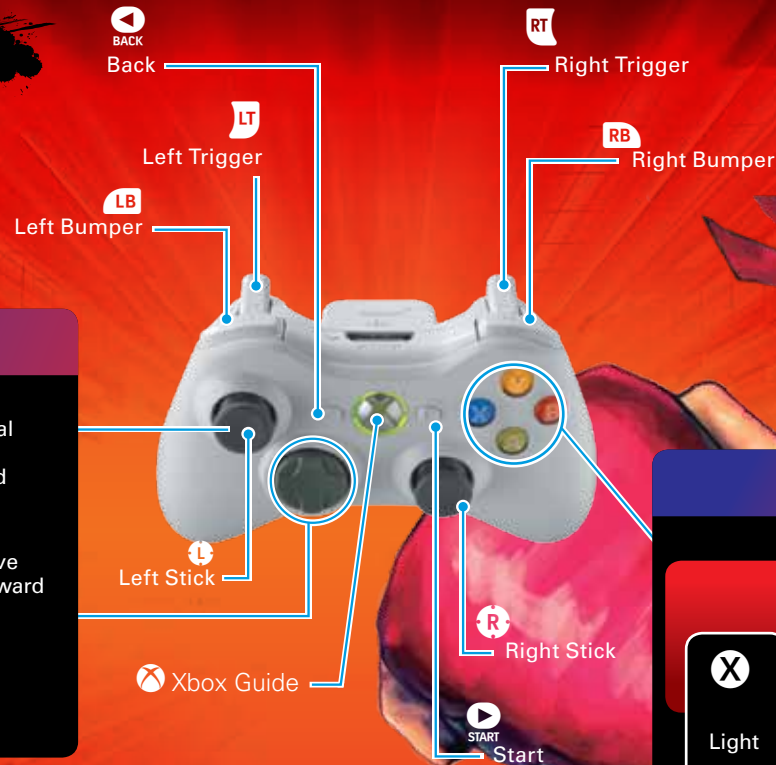 BACK
Back
RT
Right Trigger
LT
Left Trigger
RB
Right Bumper
LB
Left Bumper
al
d
ve
ward
L
Left Stick
R
Right Stick
Xbox Guide
START
Start
X
Light
X